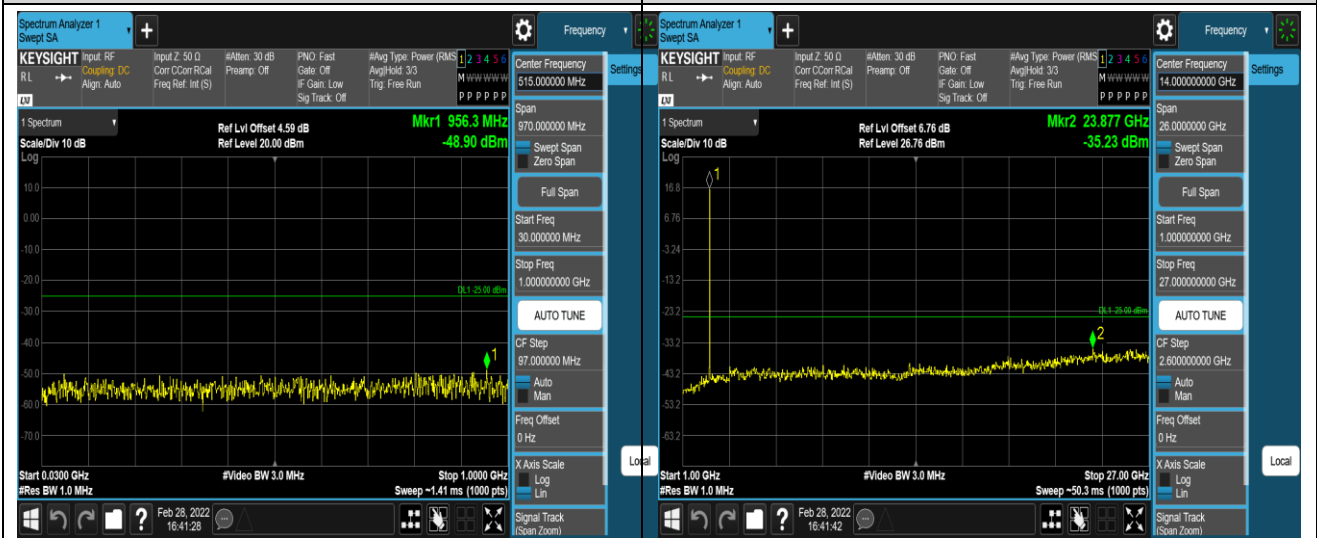 Spectrum Analyzer 1
Swept SA
Frequency
KEYSIGHT
RL
LXI
Input: RF
Coupling: DC
Align: Auto
Input Z: 50 Ω
Corr CCorr RCal
Freq Ref: Int (S)
#Atten: 30 dB
Preamp: Off
PNO: Fast
Gate: Off
IF Gain: Low
Sig Track: Off
#Avg Type: Power (RMS
Avg|Hold: 3/3
Trig: Free Run
1 2 3 4 5 6
M W W W W W
P P P P P P
1 Spectrum
Scale/Div 10 dB
Log
Ref Lvl Offset 4.59 dB
Ref Level 20.00 dBm
Mkr1 956.3 MHz
-48.90 dBm
10.0
0.00
-10.0
-20.0
DL1 -25.00 dBm
-30.0
-40.0
1
-50.0
-60.0
-70.0
Start 0.0300 GHz
#Res BW 1.0 MHz
#Video BW 3.0 MHz
Stop 1.0000 GHz
Sweep ~1.41 ms (1000 pts)
Feb 28, 2022
16:41:28
Center Frequency
515.000000 MHz
Settings
Span
970.000000 MHz
Swept Span
Zero Span
Full Span
Start Freq
30.000000 MHz
Stop Freq
1.000000000 GHz
AUTO TUNE
CF Step
97.000000 MHz
Auto
Man
Freq Offset
0 Hz
X Axis Scale
Log
Lin
Local
Signal Track
(Span Zoom)
Spectrum Analyzer 1
Swept SA
Frequency
KEYSIGHT
RL
LXI
Input: RF
Coupling: DC
Align: Auto
Input Z: 50 Ω
Corr CCorr RCal
Freq Ref: Int (S)
#Atten: 30 dB
Preamp: Off
PNO: Fast
Gate: Off
IF Gain: Low
Sig Track: Off
#Avg Type: Power (RMS
Avg|Hold: 3/3
Trig: Free Run
1 2 3 4 5 6
M W W W W W
P P P P P P
1 Spectrum
Scale/Div 10 dB
Log
Ref Lvl Offset 6.76 dB
Ref Level 26.76 dBm
Mkr2 23.877 GHz
-35.23 dBm
1
16.8
6.76
-3.24
-13.2
-23.2
DL1 -25.00 dBm
-33.2
2
-43.2
-53.2
-63.2
Start 1.00 GHz
#Res BW 1.0 MHz
#Video BW 3.0 MHz
Stop 27.00 GHz
Sweep ~50.3 ms (1000 pts)
Feb 28, 2022
16:41:42
Center Frequency
14.000000000 GHz
Settings
Span
26.0000000 GHz
Swept Span
Zero Span
Full Span
Start Freq
1.000000000 GHz
Stop Freq
27.000000000 GHz
AUTO TUNE
CF Step
2.600000000 GHz
Auto
Man
Freq Offset
0 Hz
X Axis Scale
Log
Lin
Local
Signal Track
(Span Zoom)